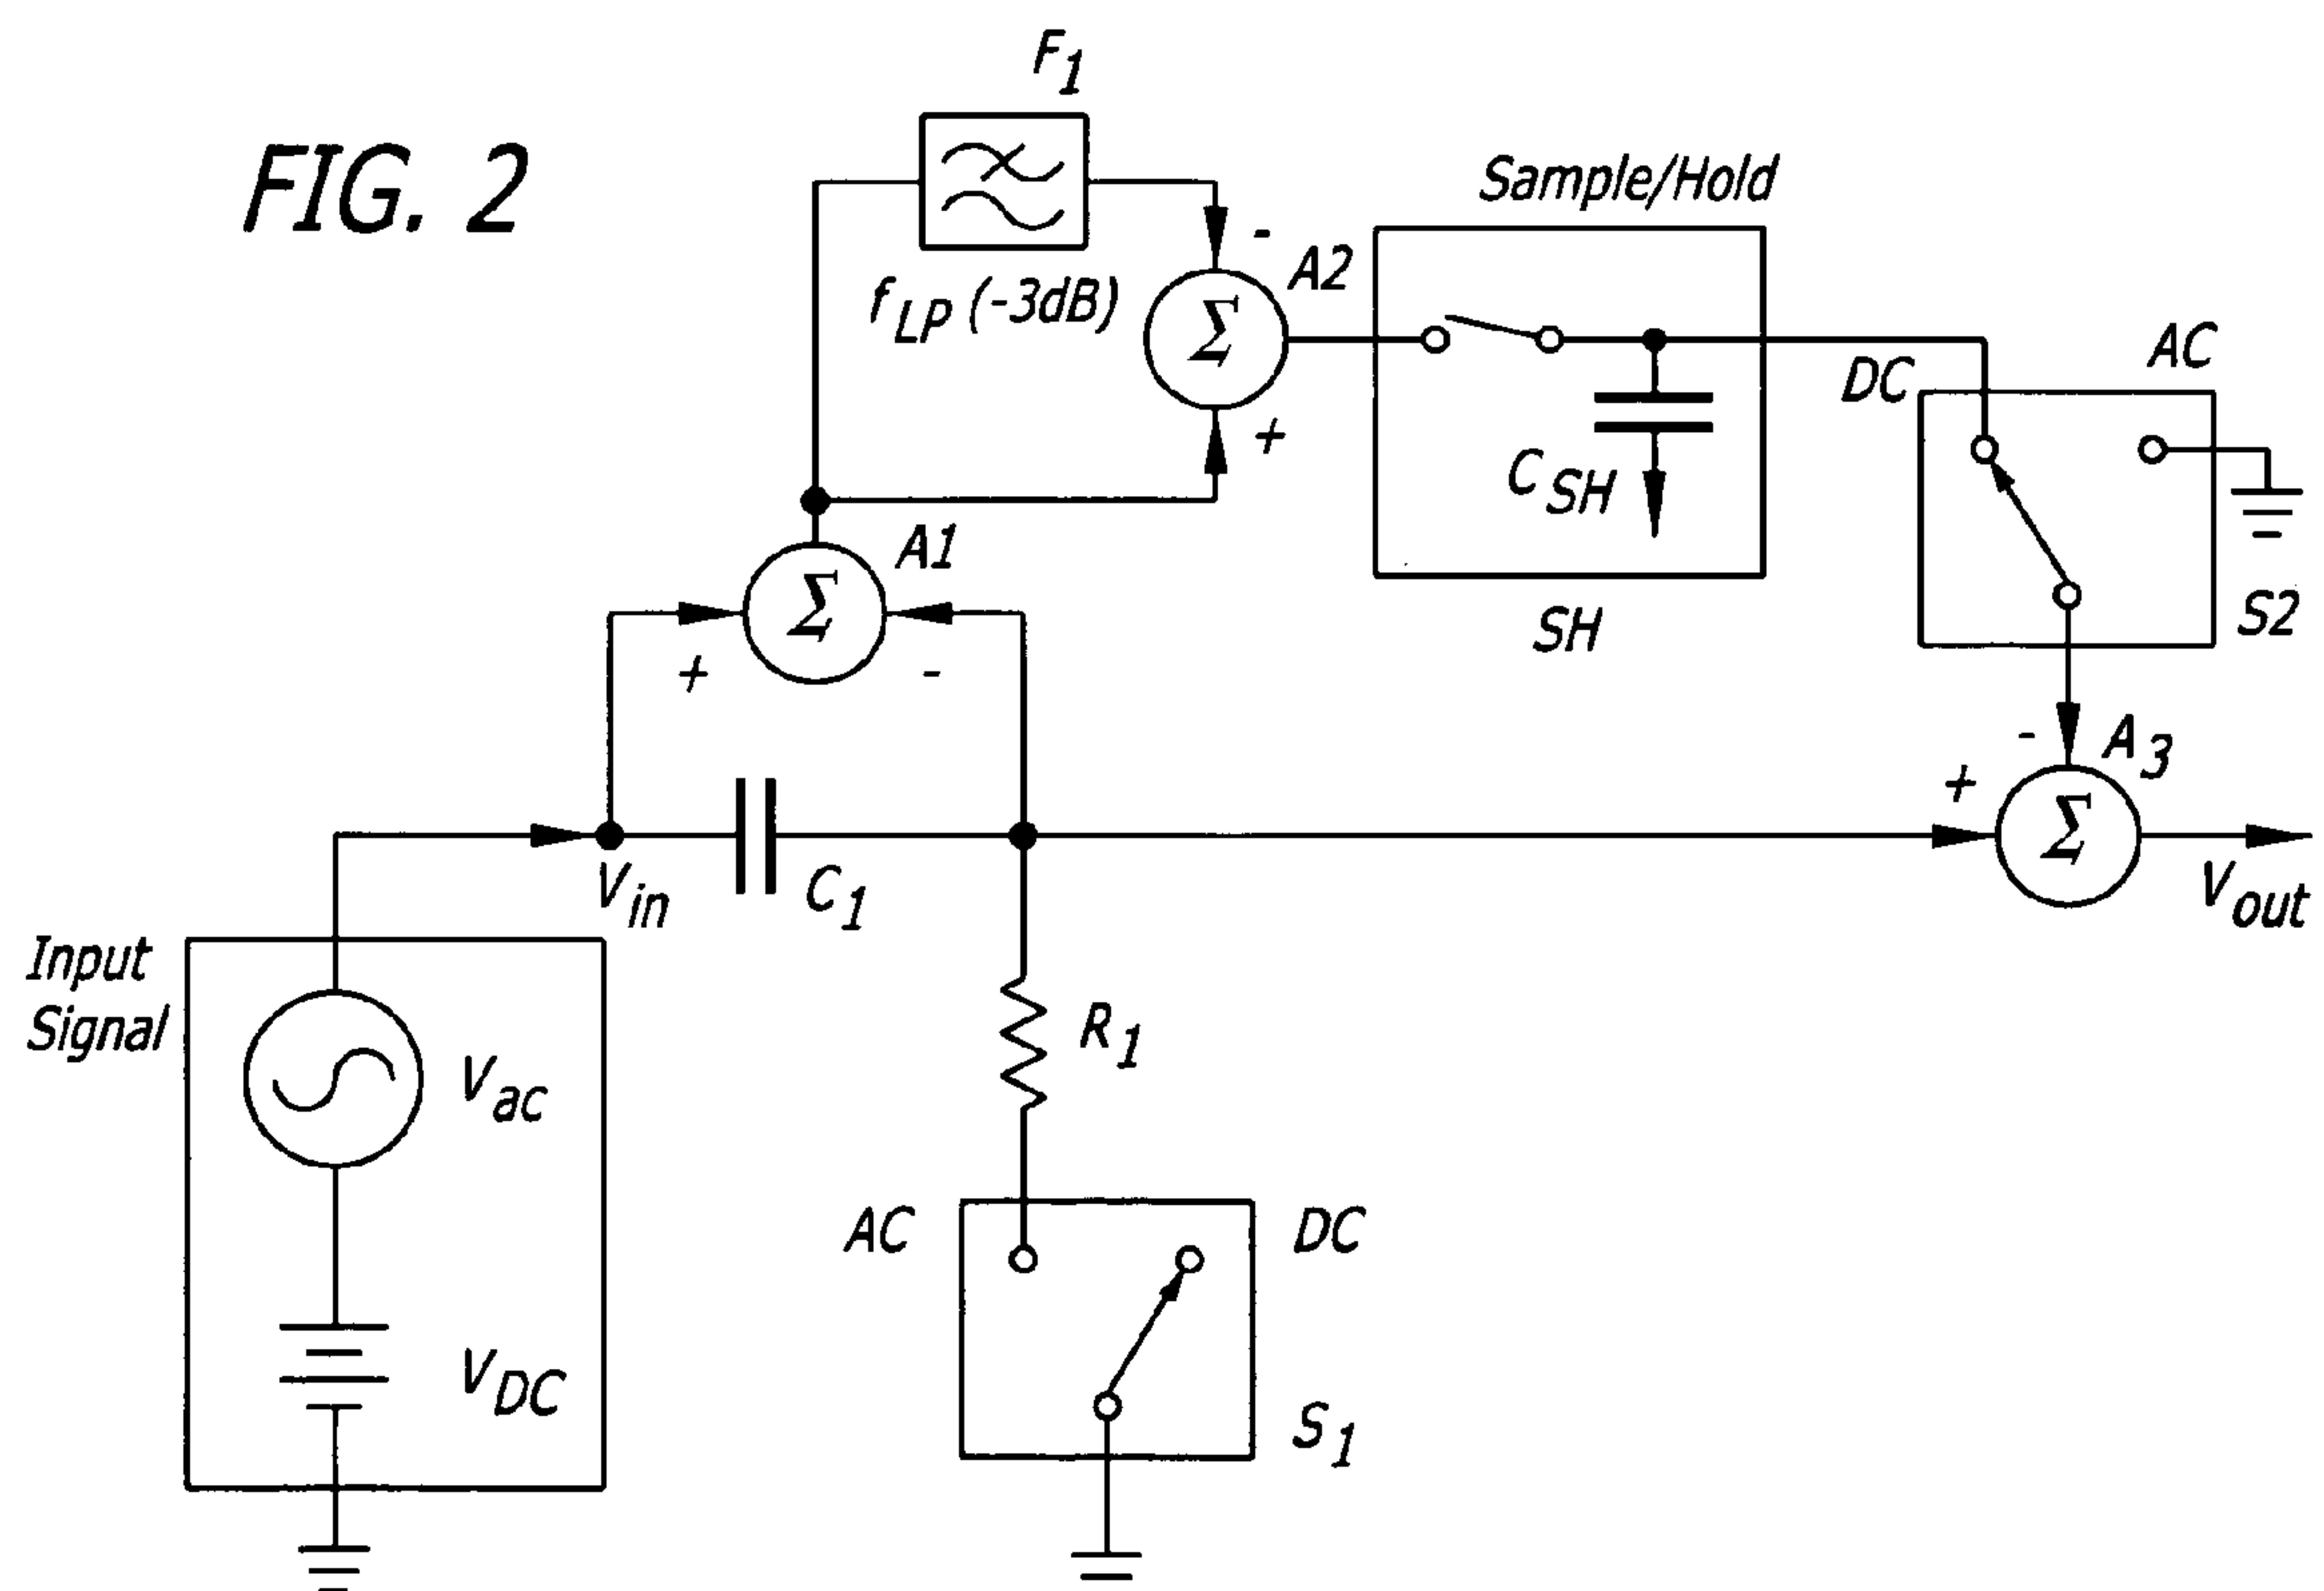 FIG. 2
F1
fLP (-3dB)
-
A2
Σ
+
Sample/Hold
CSH
SH
DC
AC
S2
A1
Σ
+
-
-
A3
+
Σ
Vout
Vin
C1
Input
Signal
Vac
VDC
R1
AC
DC
S1